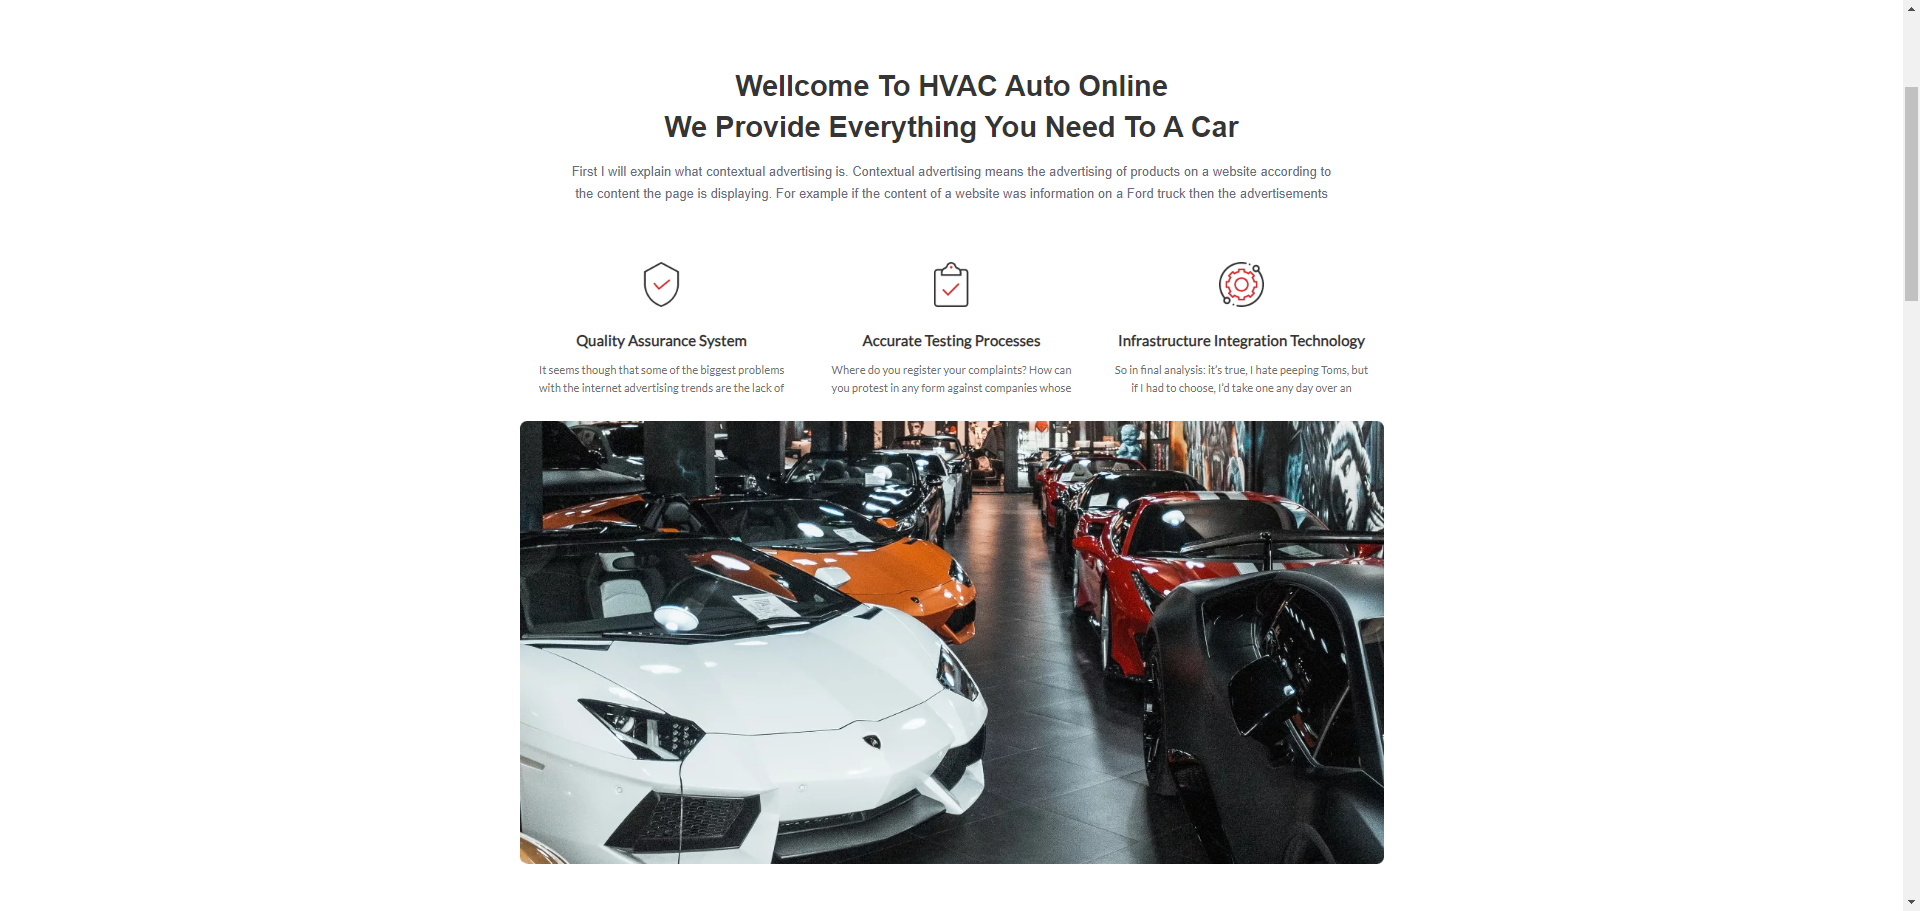 Wellcome To HVAC Auto Online
We Provide Everything You Need To A Car
First I will explain what contextual advertising is. Contextual advertising means the advertising of products on a website according to
the content the page is displaying. For example if the content of a website was information on a Ford truck then the advertisements
Quality Assurance System
It seems though that some of the biggest problems
with the internet advertising trends are the lack of
Accurate Testing Processes
Where do you register your complaints? How can
you protest in any form against companies whose
Infrastructure Integration Technology
So in final analysis: it’s true, I hate peeping Toms, but
if I had to choose, I’d take one any day over an